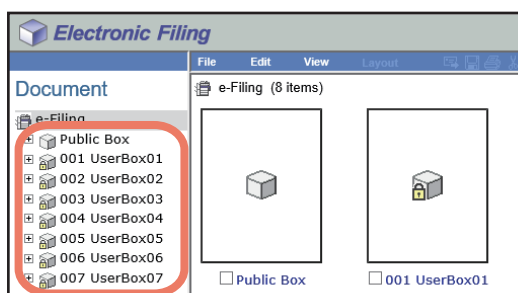 Electronic Filing
File Edit View Layout
Document
e-Filing (8 items)
e-Filing
Public Box
001 UserBox01
002 UserBox02
003 UserBox03
004 UserBox04
005 UserBox05
006 UserBox06
007 UserBox07
Public Box
001 UserBox01